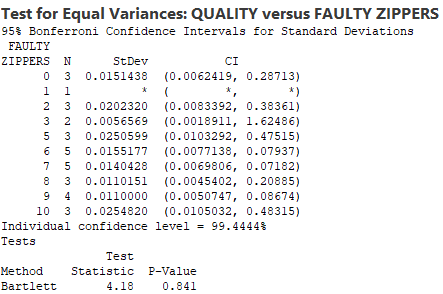 Test for Equal Variances: QUALITY versus FAULTY ZIPPERS
95% Bonferroni Confidence Intervals for Standard Deviations
FAULTY
ZIPPERS N StDev CI
0 3 0.0151438 (0.0062419, 0.28713)
1 1 * ( *, *)
2 3 0.0202320 (0.0083392, 0.38361)
3 2 0.0056569 (0.0018911, 1.62486)
5 3 0.0250599 (0.0103292, 0.47515)
6 5 0.0155177 (0.0077138, 0.07937)
7 5 0.0140428 (0.0069806, 0.07182)
8 3 0.0110151 (0.0045402, 0.20885)
9 4 0.0110000 (0.0050747, 0.08674)
10 3 0.0254820 (0.0105032, 0.48315)
Individual confidence level = 99.4444%
Tests
Test
Method Statistic P-Value
Bartlett 4.18 0.841